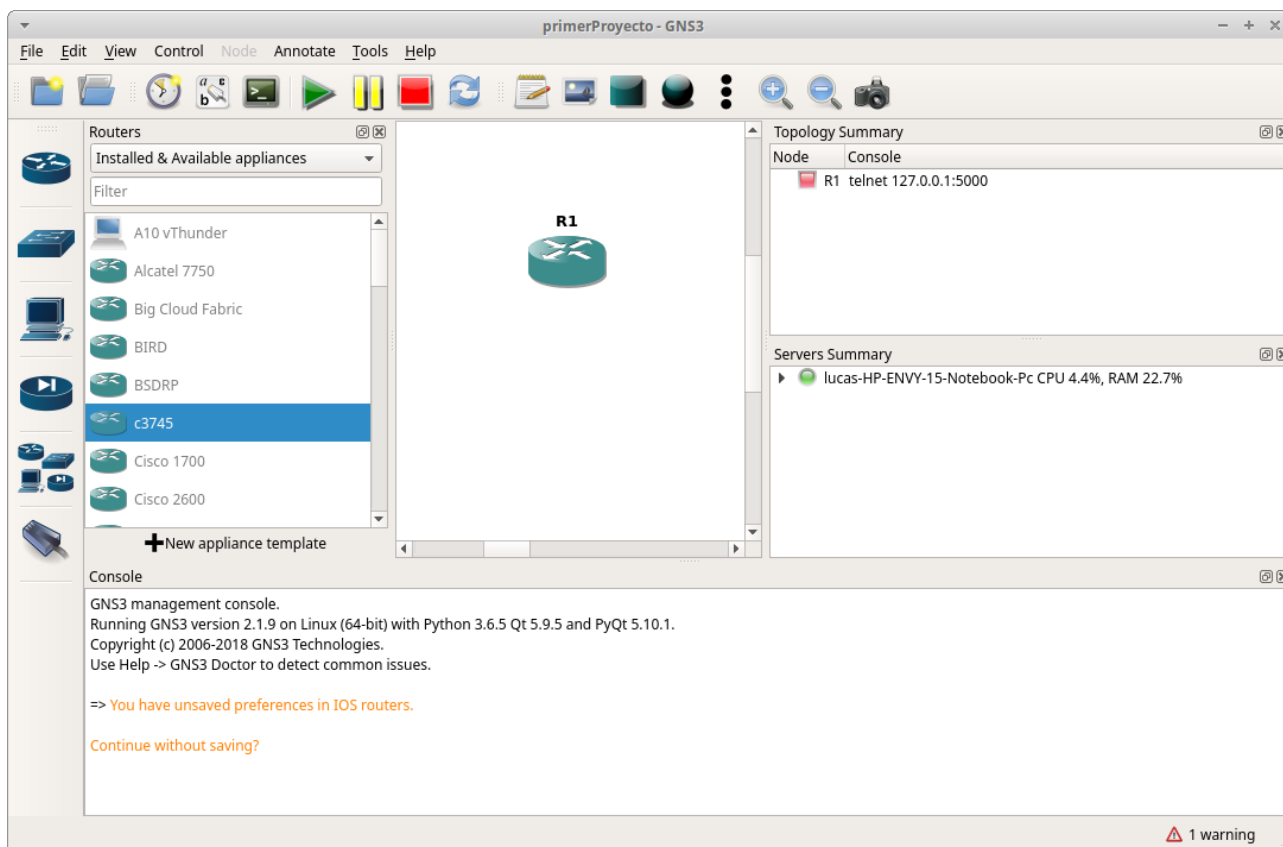 primerProyecto - GNS3
File Edit View Control Node Annotate Tools Help
Routers
Installed & Available appliances
Filter
A10 vThunder
Alcatel 7750
Big Cloud Fabric
BIRD
BSDRP
c3745
Cisco 1700
Cisco 2600
New appliance template
R1
Topology Summary
Node Console
R1 telnet 127.0.0.1:5000
Servers Summary
lucas-HP-ENVY-15-Notebook-Pc CPU 4.4%, RAM 22.7%
Console
GNS3 management console.
Running GNS3 version 2.1.9 on Linux (64-bit) with Python 3.6.5 Qt 5.9.5 and PyQt 5.10.1.
Copyright (c) 2006-2018 GNS3 Technologies.
Use Help -> GNS3 Doctor to detect common issues.
=> You have unsaved preferences in IOS routers.
Continue without saving?
1 warning